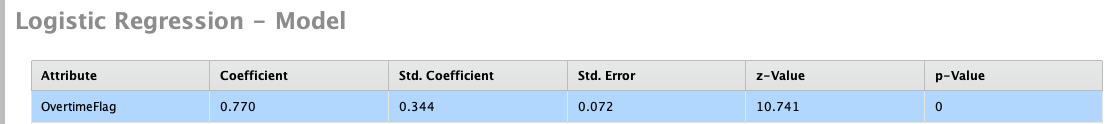 Logistic Regression – Model
Attribute Coefficient Std. Coefficient Std. Error z-Value p-Value
OvertimeFlag 0.770 0.344 0.072 10.741 0